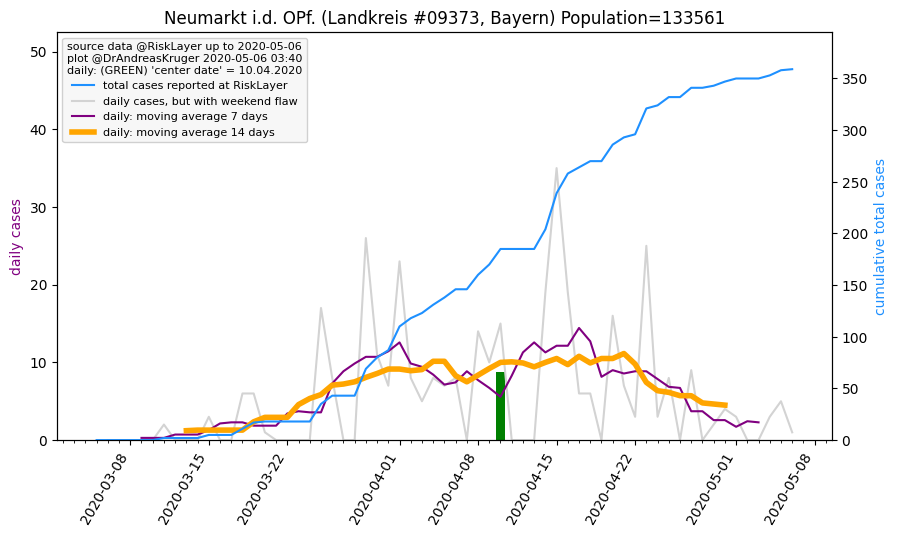 Neumarkt i.d. OPf. (Landkreis #09373, Bayern) Population=133561
source data @RiskLayer up to 2020-05-06
plot @DrAndreasKruger 2020-05-06 03:40
daily: (GREEN) 'center date' = 10.04.2020
total cases reported at RiskLayer
daily cases, but with weekend flaw
daily: moving average 7 days
daily: moving average 14 days
daily cases
50
40
30
20
10
0
cumulative total cases
350
300
250
200
150
100
50
0
2020-03-08
2020-03-15
2020-03-22
2020-04-01
2020-04-08
2020-04-15
2020-04-22
2020-05-01
2020-05-08